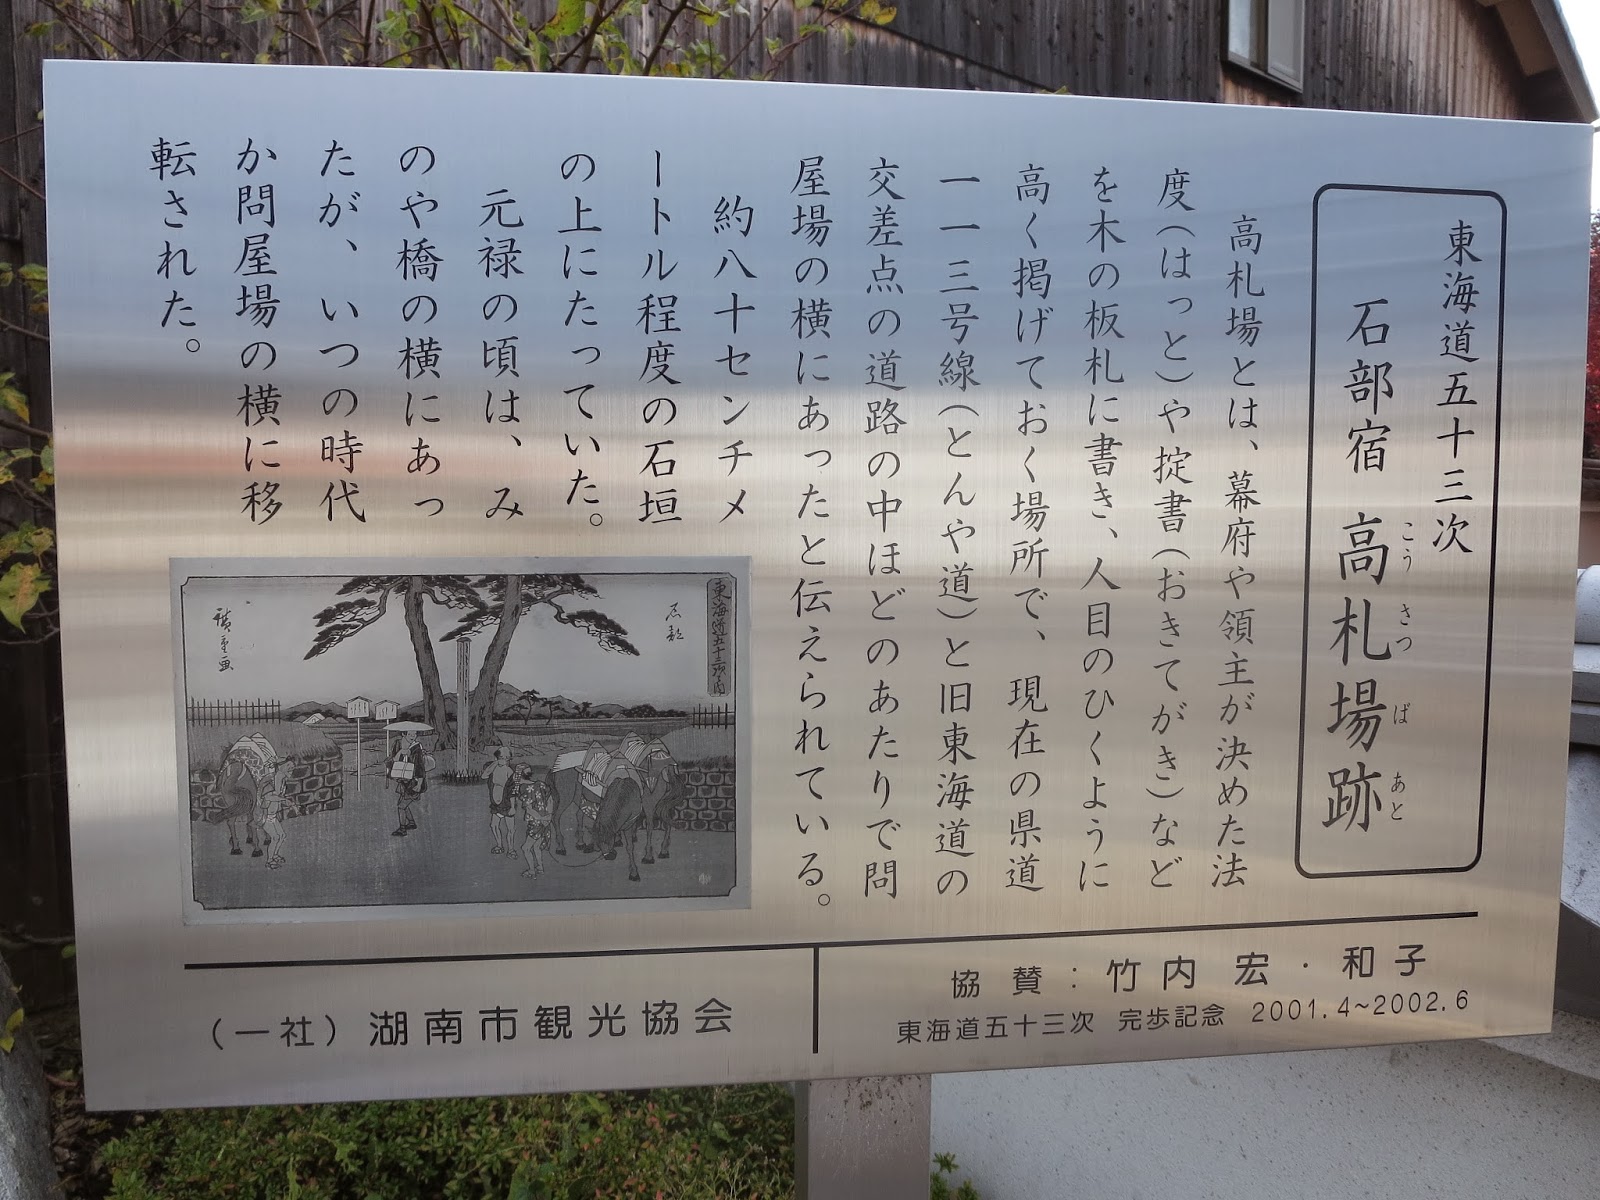 東海道五十三次
石部宿 高札場跡
こう さつ ば あと
高札場とは、幕府や領主が決めた法
度(はっと)や掟書(おきてがき)など
を木の板札に書き、人目のひくように
高く掲げておく場所で、現在の県道
一一三号線(とんや道)と旧東海道の
交差点の道路の中ほどのあたりで問
屋場の横にあったと伝えられている。
約八十センチメ
ートル程度の石垣
の上にたっていた。
元禄の頃は、み
のや橋の横にあっ
たが、いつの時代
か問屋場の横に移
転された。
東海道五十三次ノ内
石部
廣重画
協賛：竹内 宏・和子
東海道五十三次 完歩記念 2001.4~2002.6
(一社)湖南市観光協会